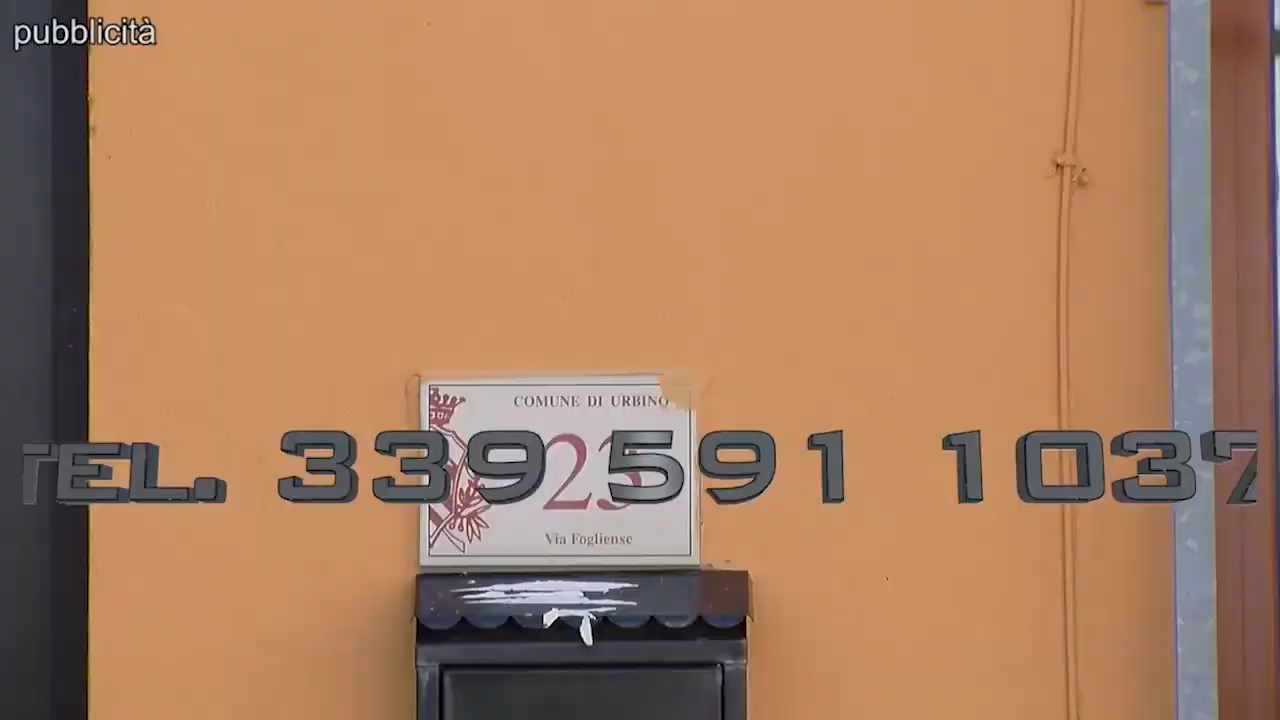 pubblicità
COMUNE DI URBINO
TEL. 339 591 1037
23
Via Fogliense